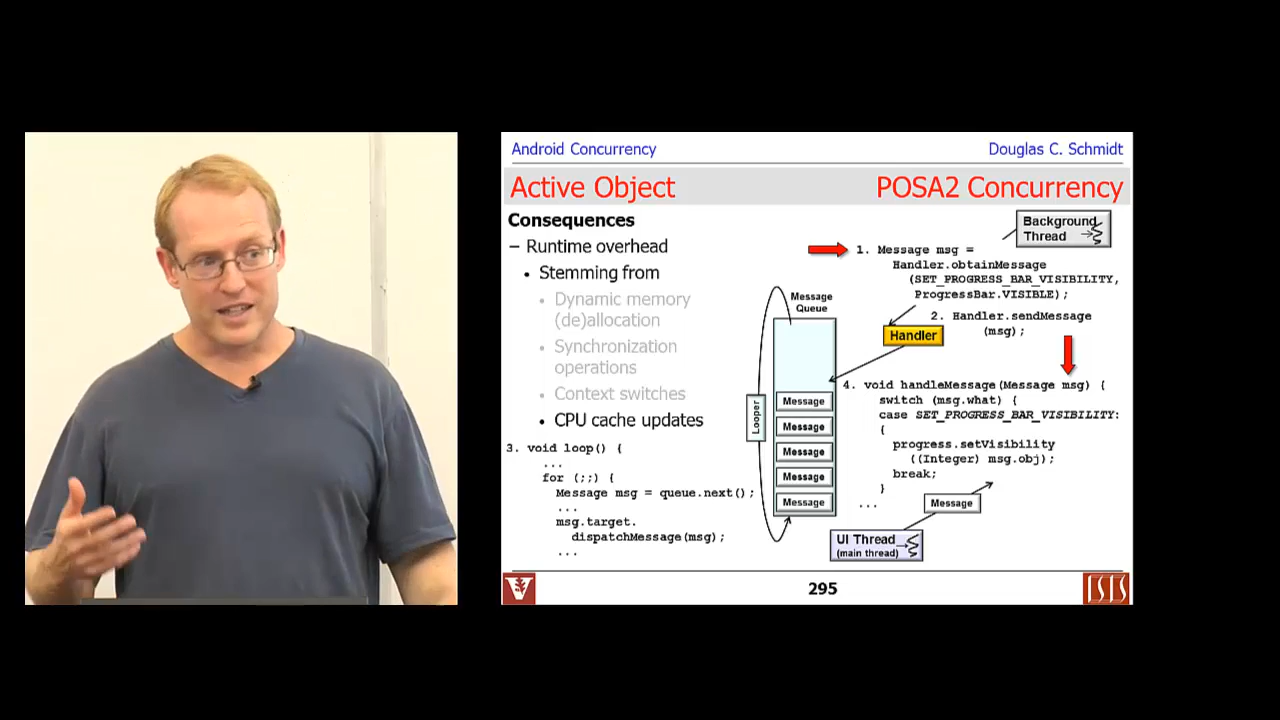 Android Concurrency
Douglas C. Schmidt
Active Object
POSA2 Concurrency
Consequences
– Runtime overhead
• Stemming from
• Dynamic memory
(de)allocation
• Synchronization
operations
• Context switches
• CPU cache updates
3. void loop() {
...
for (;;) {
Message msg = queue.next();
...
msg.target.
dispatchMessage(msg);
...
Looper
Message
Queue
Message
Message
Message
Message
Message
Background
Thread
1. Message msg =
Handler.obtainMessage
(SET_PROGRESS_BAR_VISIBILITY,
ProgressBar.VISIBLE);
2. Handler.sendMessage
(msg);
Handler
4. void handleMessage(Message msg) {
switch (msg.what) {
case SET_PROGRESS_BAR_VISIBILITY:
{
progress.setVisibility
((Integer) msg.obj);
break;
}
...
Message
UI Thread
(main thread)
V
295
ISIS